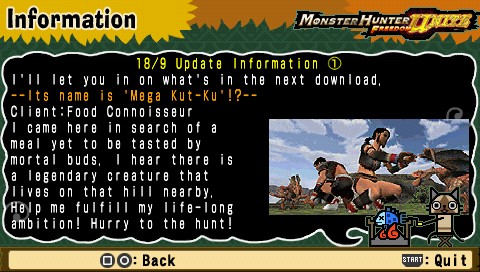 Information
MONSTER HUNTER
FREEDOM UNITE
18/9 Update Information ①
I'll let you in on what's in the next download,
--Its name is 'Mega Kut-Ku'!?--
Client:Food Connoisseur
I came here in search of a
meal yet to be tasted by
mortal buds, I hear there is
a legendary creature that
lives on that hill nearby,
Help me fulfill my life-long
ambition! Hurry to the hunt!
□○: Back
START: Quit